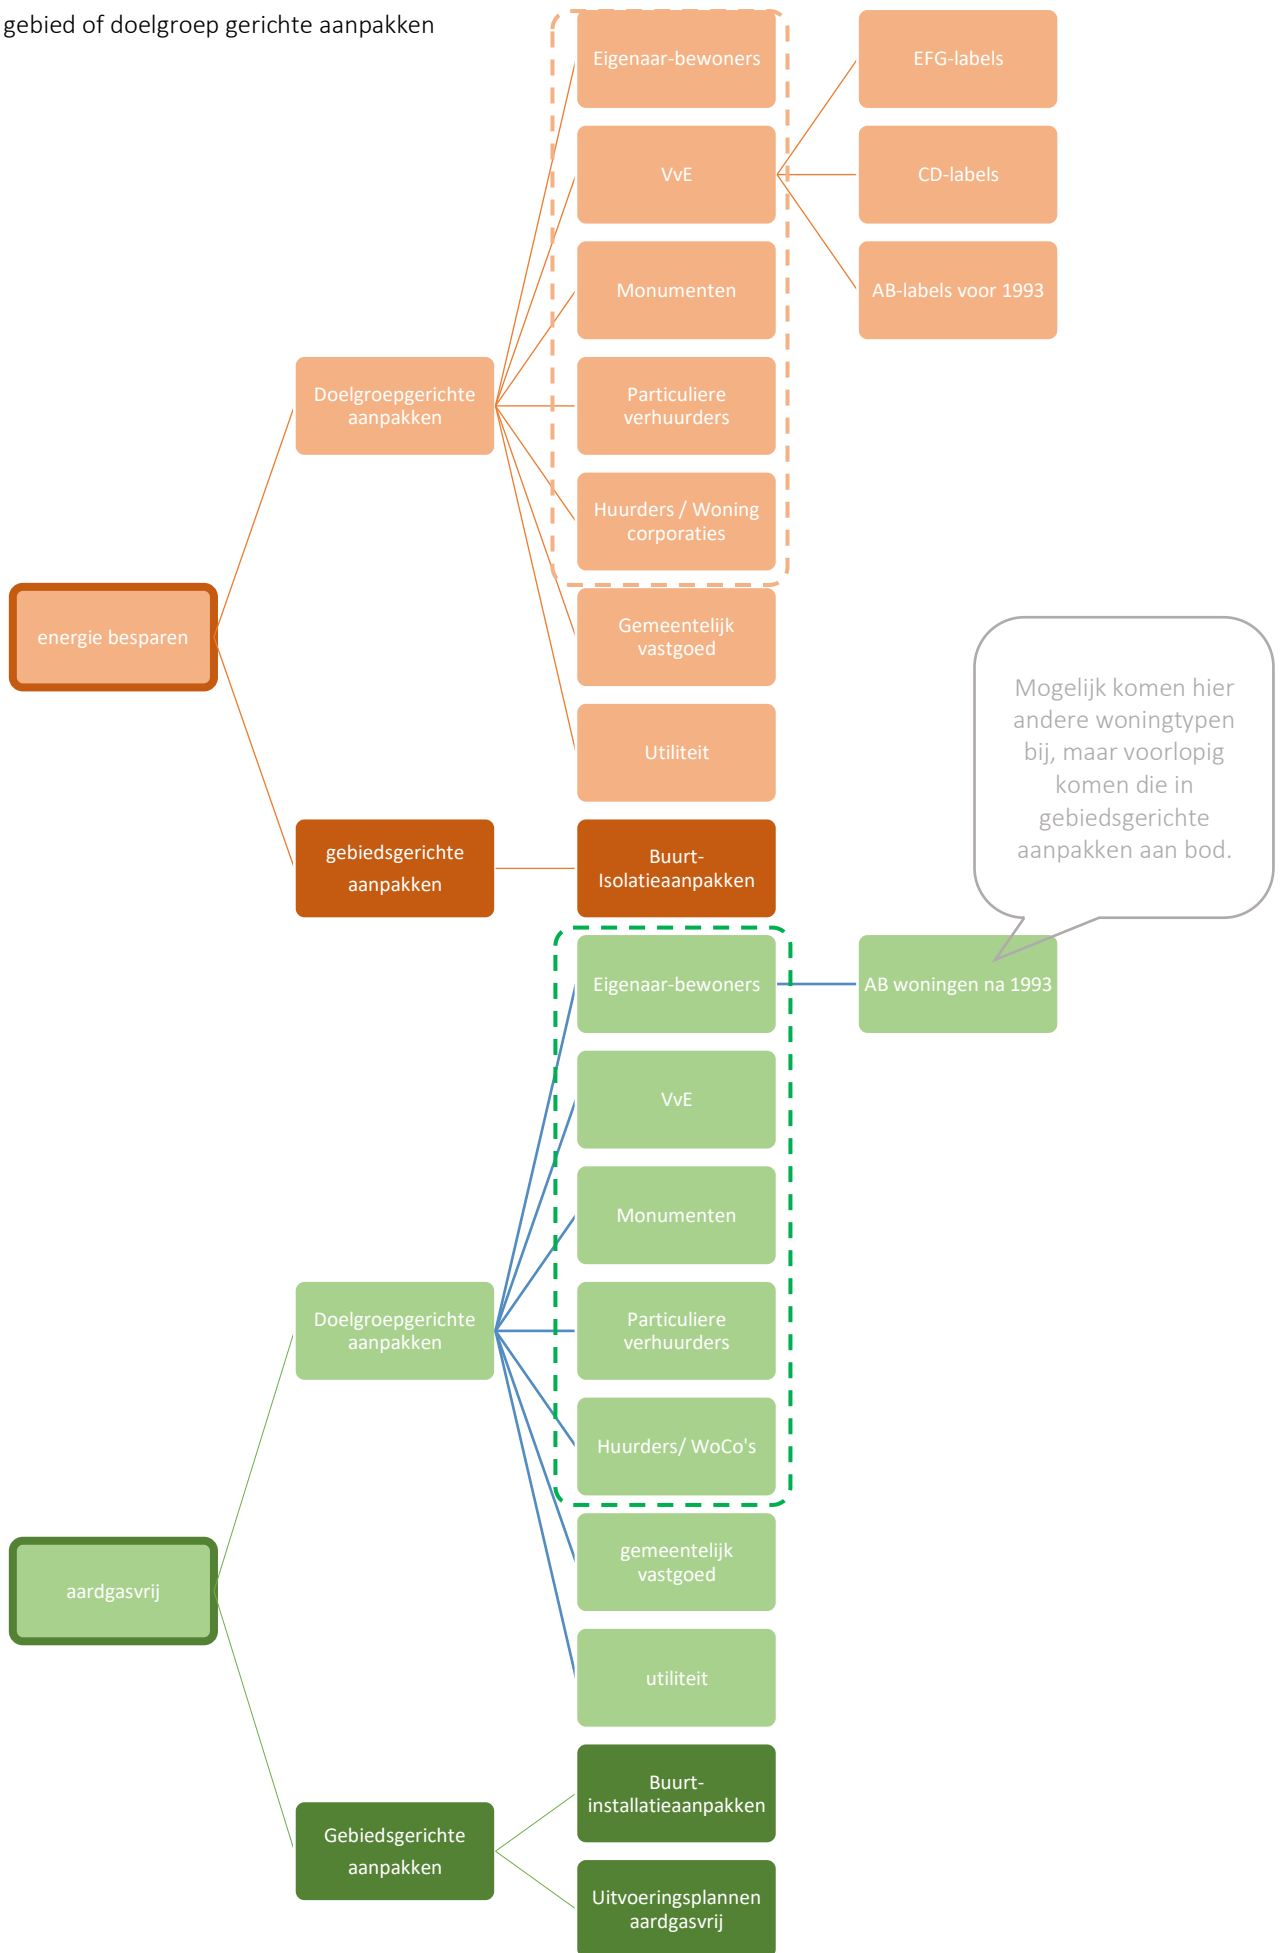 gebied of doelgroep gerichte aanpakken
Eigenaar-bewoners
EFG-labels
VvE
CD-labels
Monumenten
AB-labels voor 1993
Doelgroepgerichte
aanpakken
Particuliere
verhuurders
Huurders / Woning
corporaties
energie besparen
Gemeentelijk
vastgoed
Utiliteit
Mogelijk komen hier
andere woningtypen
bij, maar voorlopig
komen die in
gebiedsgerichte
aanpakken aan bod.
gebiedsgerichte
aanpakken
Buurt-
Isolatieaanpakken
Eigenaar-bewoners
AB woningen na 1993
VvE
Monumenten
Doelgroepgerichte
aanpakken
Particuliere
verhuurders
Huurders/ WoCo's
aardgasvrij
gemeentelijk
vastgoed
utiliteit
Buurt-
installatieaanpakken
Gebiedsgerichte
aanpakken
Uitvoeringsplannen
aardgasvrij